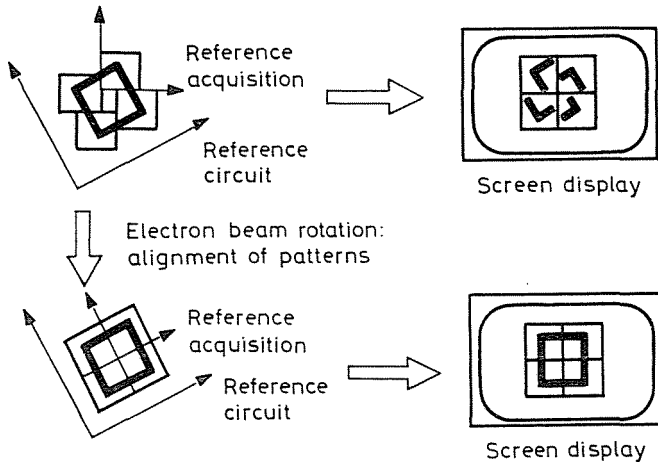 Reference
acquisition
Reference
circuit
Screen display
Electron beam rotation:
alignment of patterns
Reference
acquisition
Reference
circuit
Screen display